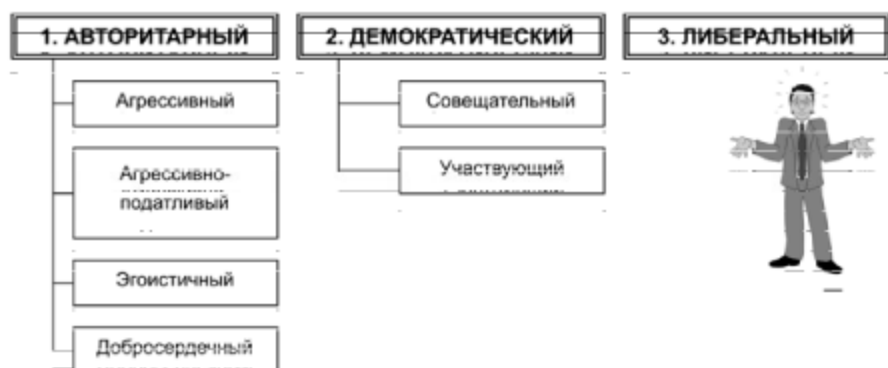 1. АВТОРИТАРНЫЙ
2. ДЕМОКРАТИЧЕСКИЙ
3. ЛИБЕРАЛЬНЫЙ
Агрессивный
Агрессивно-
податливый
Эгоистичный
Добросердечный
Совещательный
Участвующий